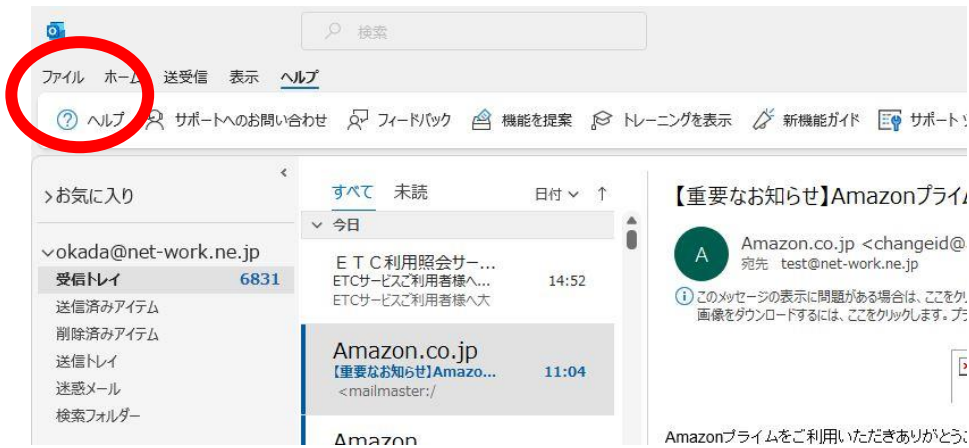 検索
ファイル ホーム 送受信 表示 ヘルプ
ヘルプ サポートへのお問い合わせ フィードバック 機能を提案 トレーニングを表示 新機能ガイド サポート
お気に入り
すべて 未読 日付
【重要なお知らせ】Amazonプライム
今日
A
Amazon.co.jp <changeid@
okada@net-work.ne.jp
宛先 test@net-work.ne.jp
受信トレイ 6831
ETC利用照会サー...
ETCサービスご利用者様へ... 14:52
ETCサービスご利用者様へ大
このメッセージの表示に問題がある場合は、ここをクリ
画像をダウンロードするには、ここをクリックします。プラ
送信済みアイテム
削除済みアイテム
送信トレイ
迷惑メール
検索フォルダー
Amazon.co.jp
【重要なお知らせ】Amazo... 11:04
<mailmaster:/
Amazon
Amazonプライムをご利用いただきありがとうご